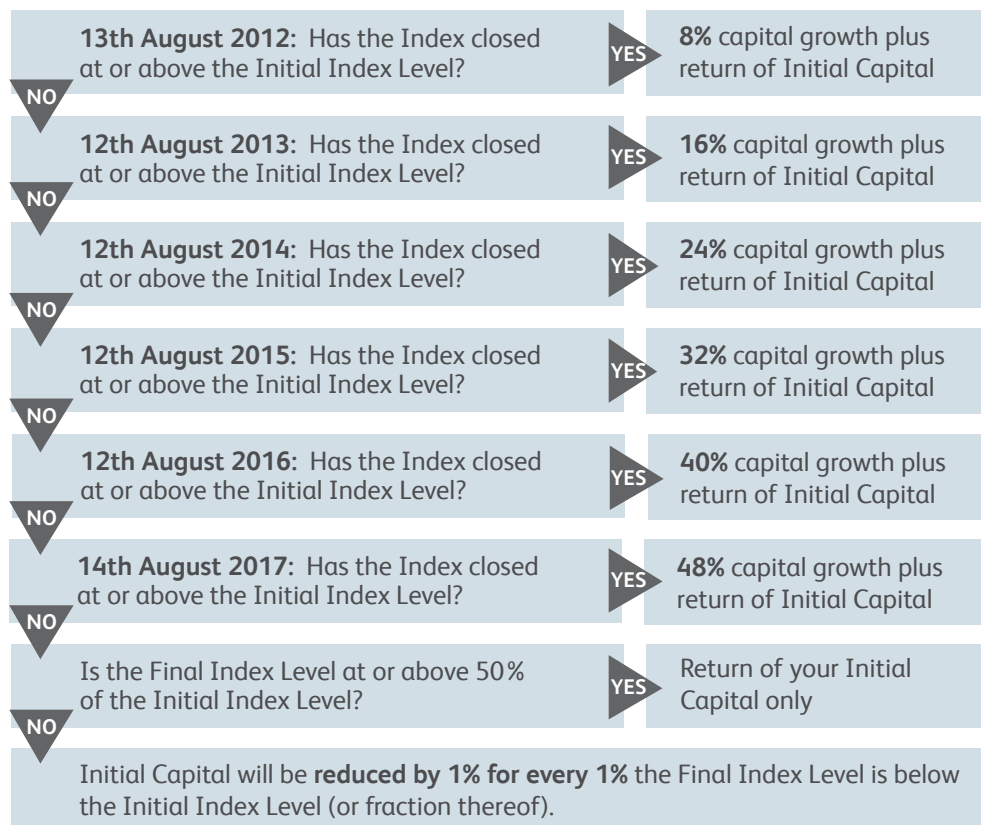 13th August 2012: Has the Index closed
at or above the Initial Index Level?
YES
8% capital growth plus
return of Initial Capital
NO
12th August 2013: Has the Index closed
at or above the Initial Index Level?
YES
16% capital growth plus
return of Initial Capital
NO
12th August 2014: Has the Index closed
at or above the Initial Index Level?
YES
24% capital growth plus
return of Initial Capital
NO
12th August 2015: Has the Index closed
at or above the Initial Index Level?
YES
32% capital growth plus
return of Initial Capital
NO
12th August 2016: Has the Index closed
at or above the Initial Index Level?
YES
40% capital growth plus
return of Initial Capital
NO
14th August 2017: Has the Index closed
at or above the Initial Index Level?
YES
48% capital growth plus
return of Initial Capital
NO
Is the Final Index Level at or above 50%
of the Initial Index Level?
YES
Return of your Initial
Capital only
NO
Initial Capital will be reduced by 1% for every 1% the Final Index Level is below
the Initial Index Level (or fraction thereof).